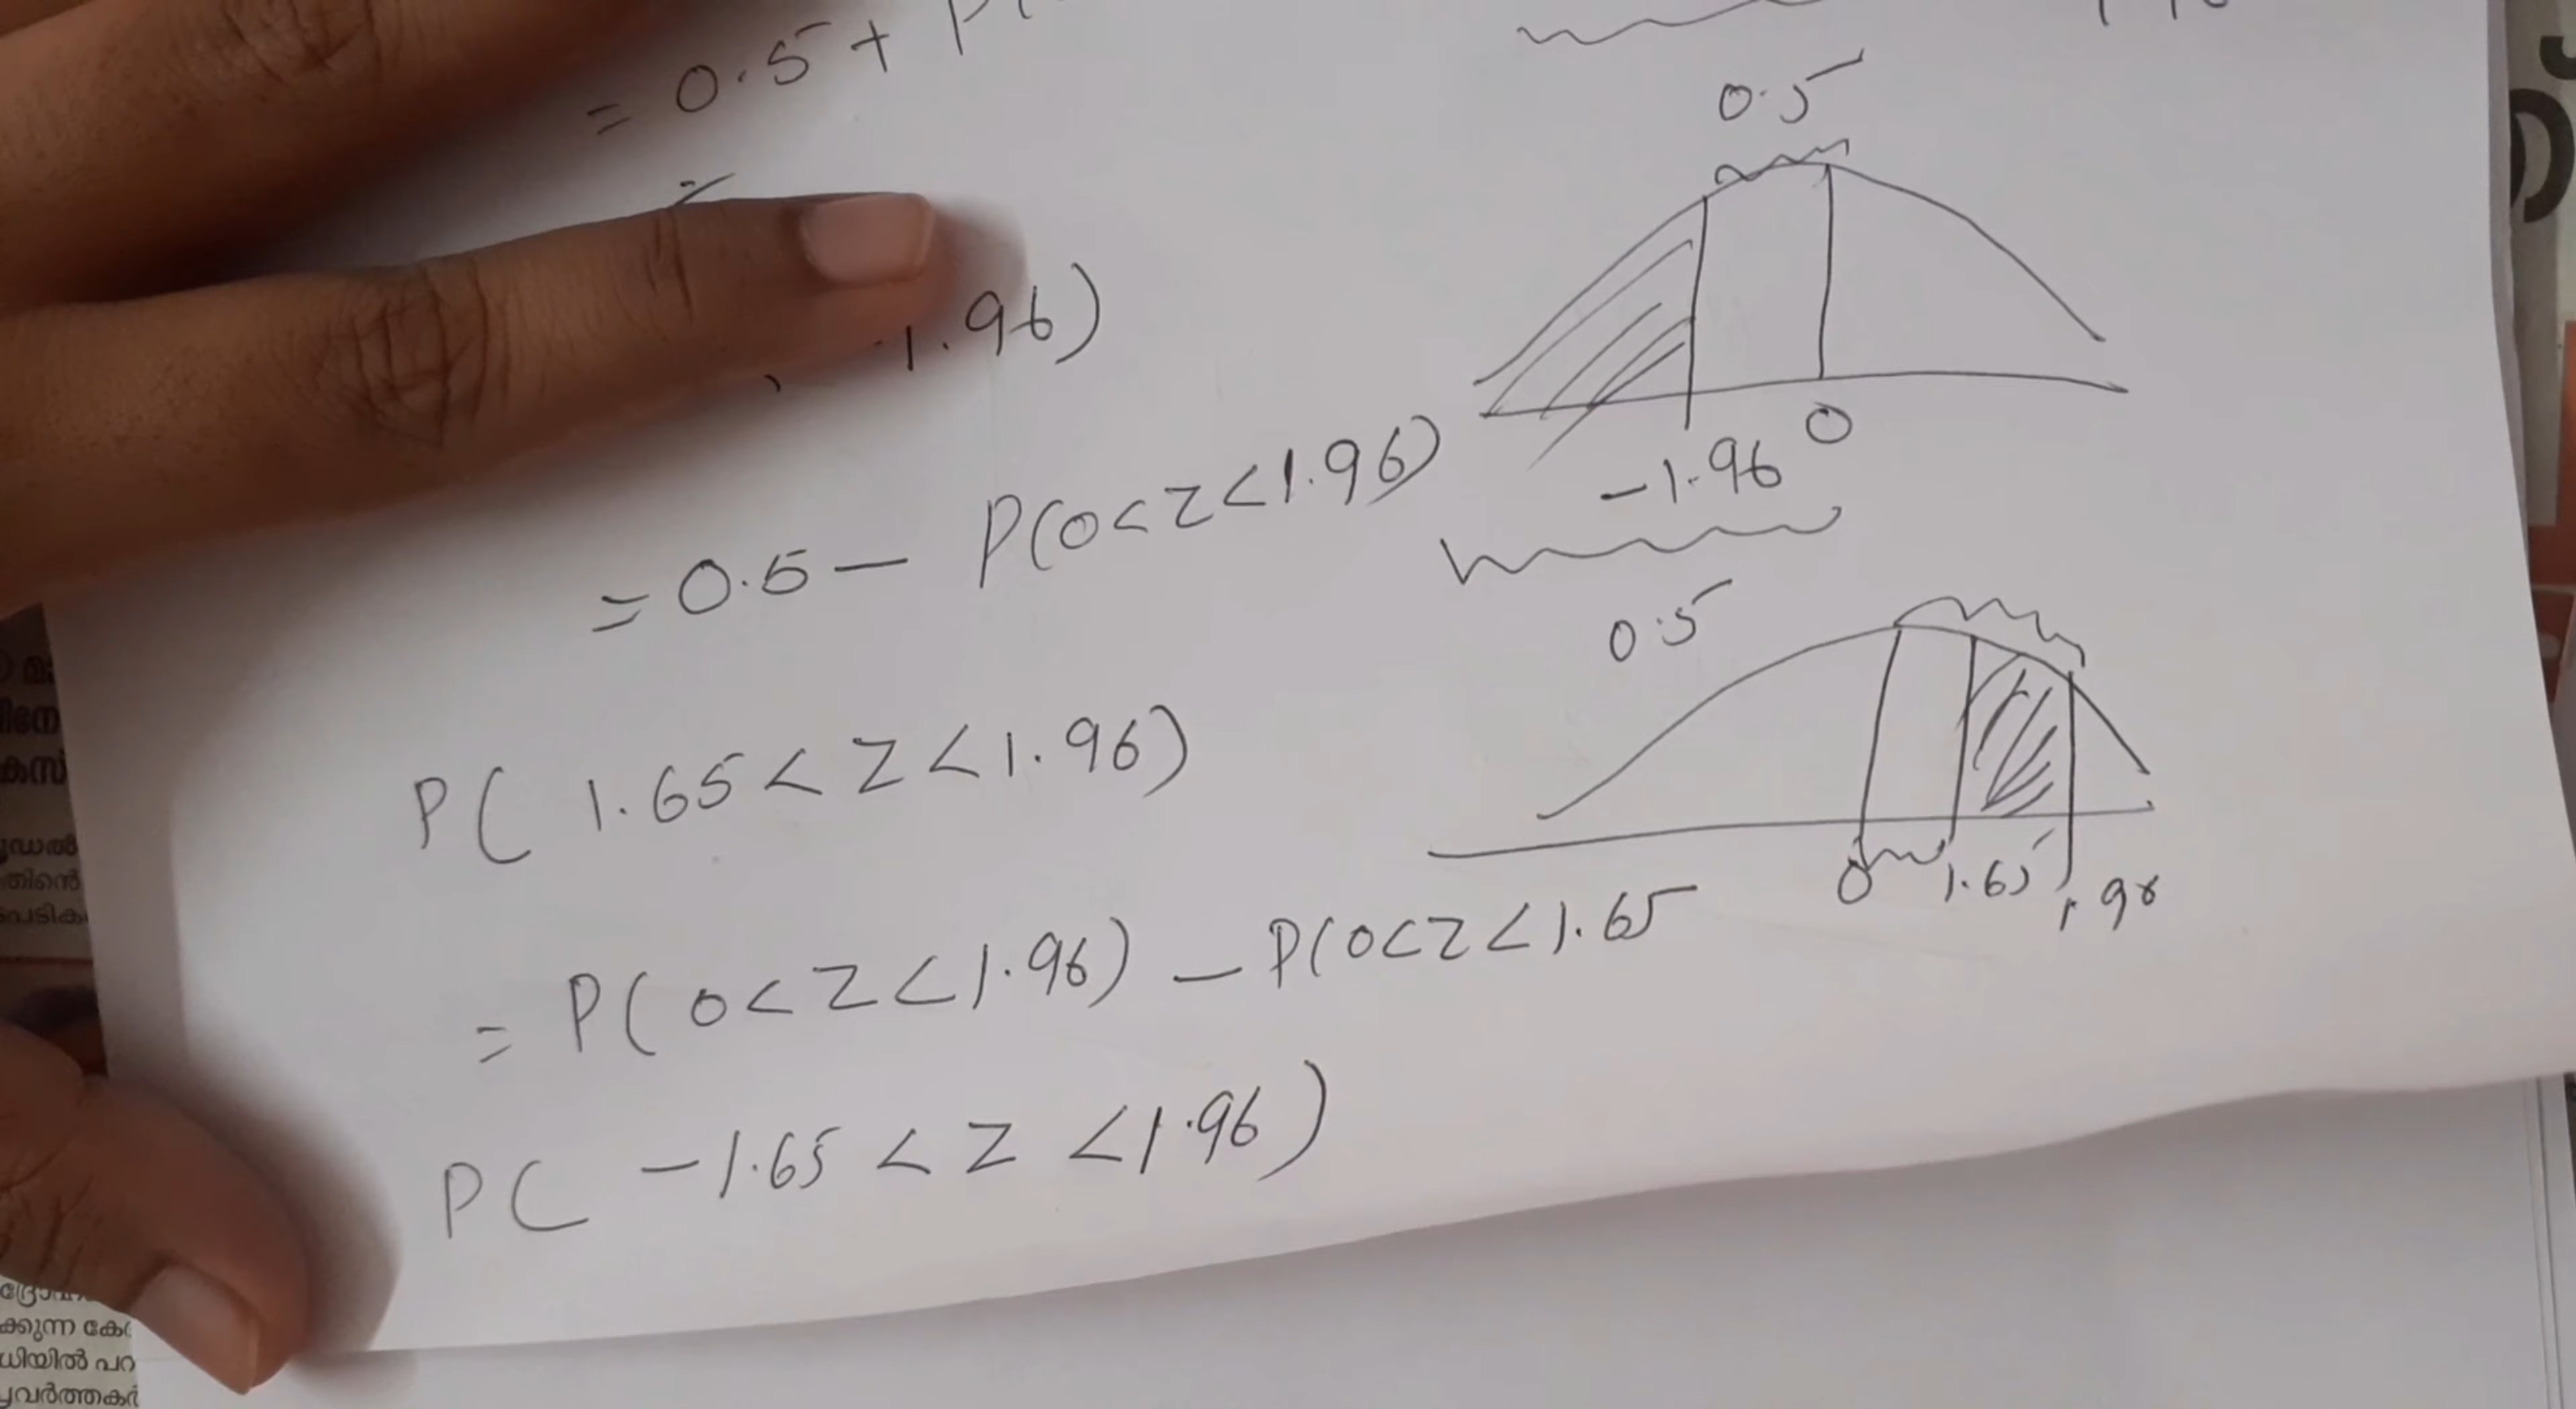 = 0.5 + P(
0.5
1.96)
-1.96 0
= 0.5 - P(0<Z<1.96)
0.5
P( 1.65 < Z < 1.96)
0 1.65 1.96
= P( 0 < Z < 1.96) - P(0<Z<1.65
P( -1.65 < Z < 1.96)
ക്കുന്ന
ധിയിൽ